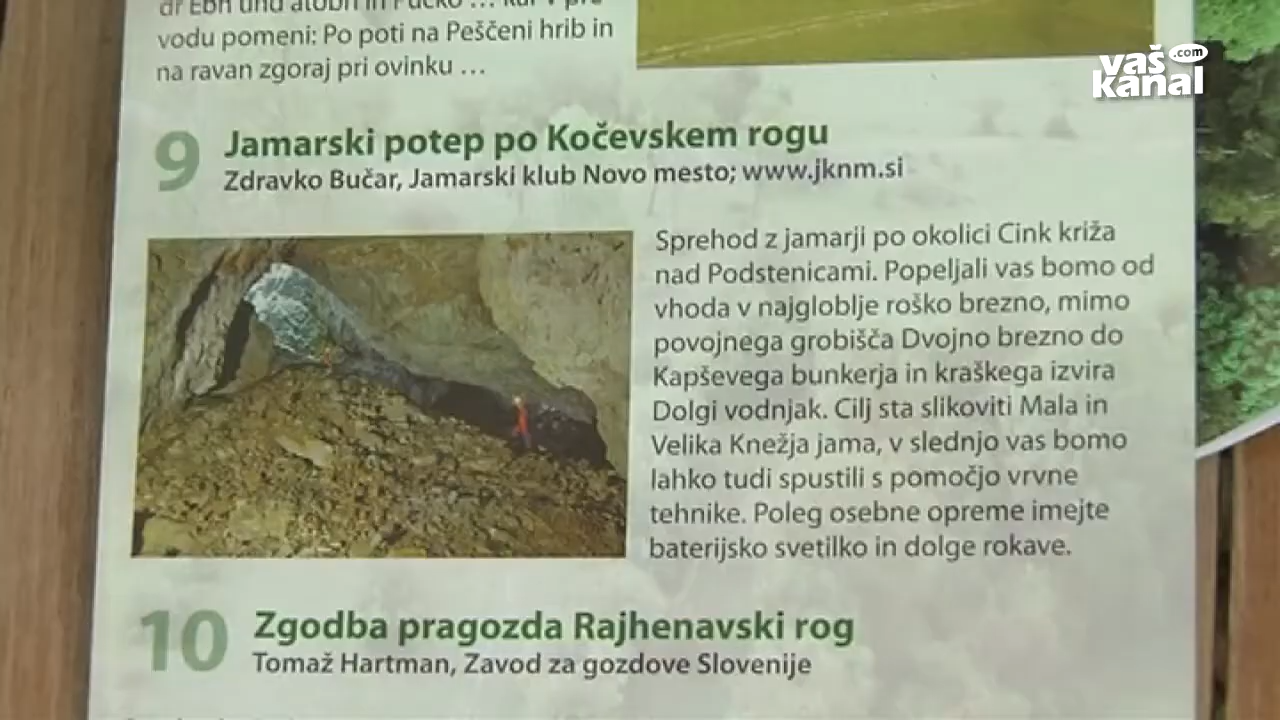 vodu pomeni: Po poti na Peščeni hrib in
na ravan zgoraj pri ovinku …
vaš
kanal
.com
9 Jamarski potep po Kočevskem rogu
Zdravko Bučar, Jamarski klub Novo mesto; www.jknm.si
Sprehod z jamarji po okolici Cink križa
nad Podstenicami. Popeljali vas bomo od
vhoda v najgloblje roško brezno, mimo
povojnega grobišča Dvojno brezno do
Kapševega bunkerja in kraškega izvira
Dolgi vodnjak. Cilj sta slikoviti Mala in
Velika Knežja jama, v slednjo vas bomo
lahko tudi spustili s pomočjo vrvne
tehnike. Poleg osebne opreme imejte
baterijsko svetilko in dolge rokave.
10 Zgodba pragozda Rajhenavski rog
Tomaž Hartman, Zavod za gozdove Slovenije